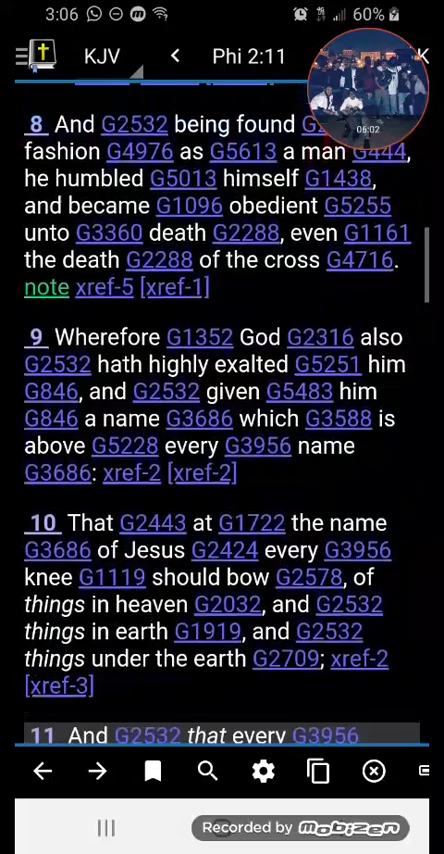 3:06 60%
KJV Phi 2:11 K
06:02
8 And G2532 being found G2
fashion G4976 as G5613 a man G444,
he humbled G5013 himself G1438,
and became G1096 obedient G5255
unto G3360 death G2288, even G1161
the death G2288 of the cross G4716.
note xref-5 [xref-1]
9 Wherefore G1352 God G2316 also
G2532 hath highly exalted G5251 him
G846, and G2532 given G5483 him
G846 a name G3686 which G3588 is
above G5228 every G3956 name
G3686: xref-2 [xref-2]
10 That G2443 at G1722 the name
G3686 of Jesus G2424 every G3956
knee G1119 should bow G2578, of
things in heaven G2032, and G2532
things in earth G1919, and G2532
things under the earth G2709; xref-2
[xref-3]
11 And G2532 that every G3956
Recorded by mobizen